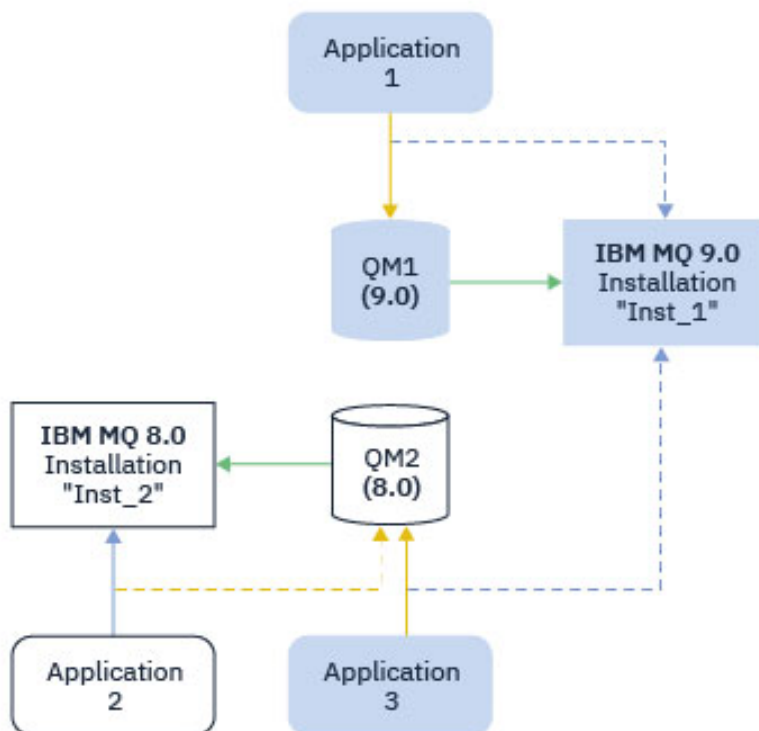 Application
1
QM1
(9.0)
IBM MQ 9.0
Installation
"Inst_1"
IBM MQ 8.0
Installation
"Inst_2"
QM2
(8.0)
Application
2
Application
3